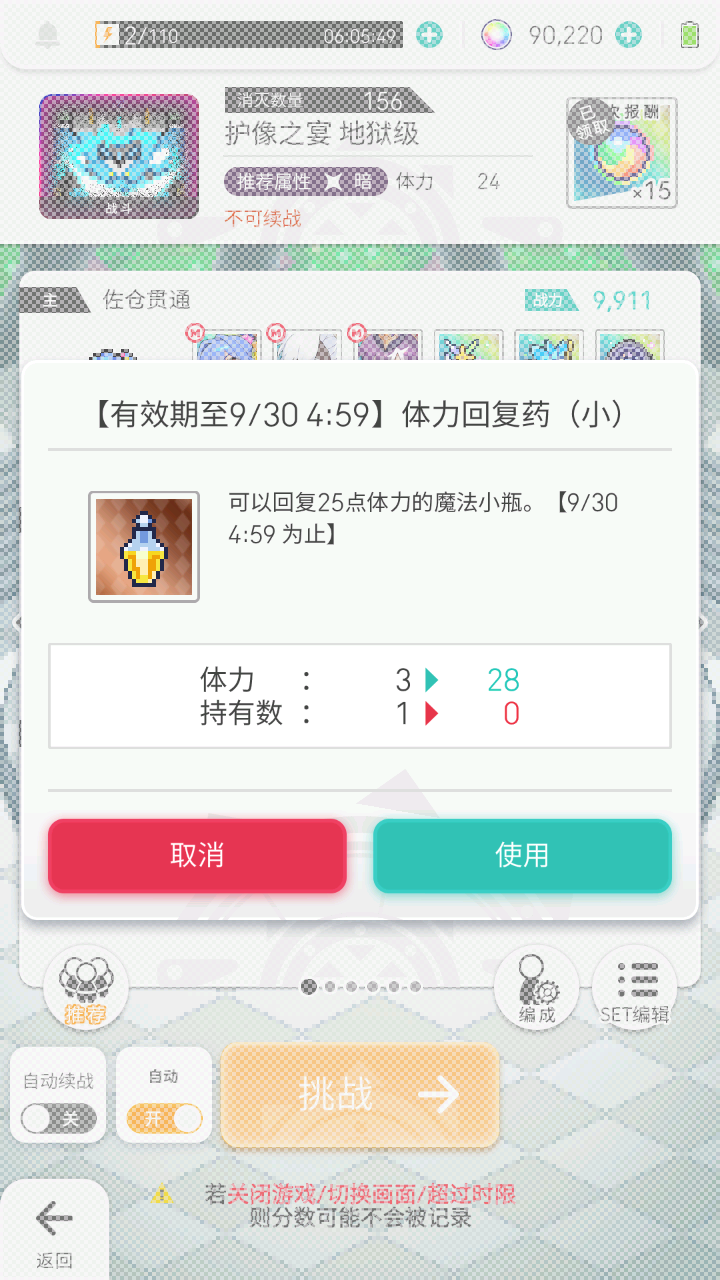 2/110
06:05:49
90,220
消灭数量 156
护像之宴 地狱级
已领取
次报酬
推荐属性 暗 体力 24
×15
战斗
不可续战
主 佐仓贯通 战力 9,911
【有效期至9/30 4:59】体力回复药（小）
可以回复25点体力的魔法小瓶。【9/30
4:59 为止】
体力 ： 3 28
持有数 ： 1 0
取消 使用
推荐 编成 SET编辑
自动续战 自动
关 开
挑战
若关闭游戏/切换画面/超过时限
则分数可能不会被记录
返回